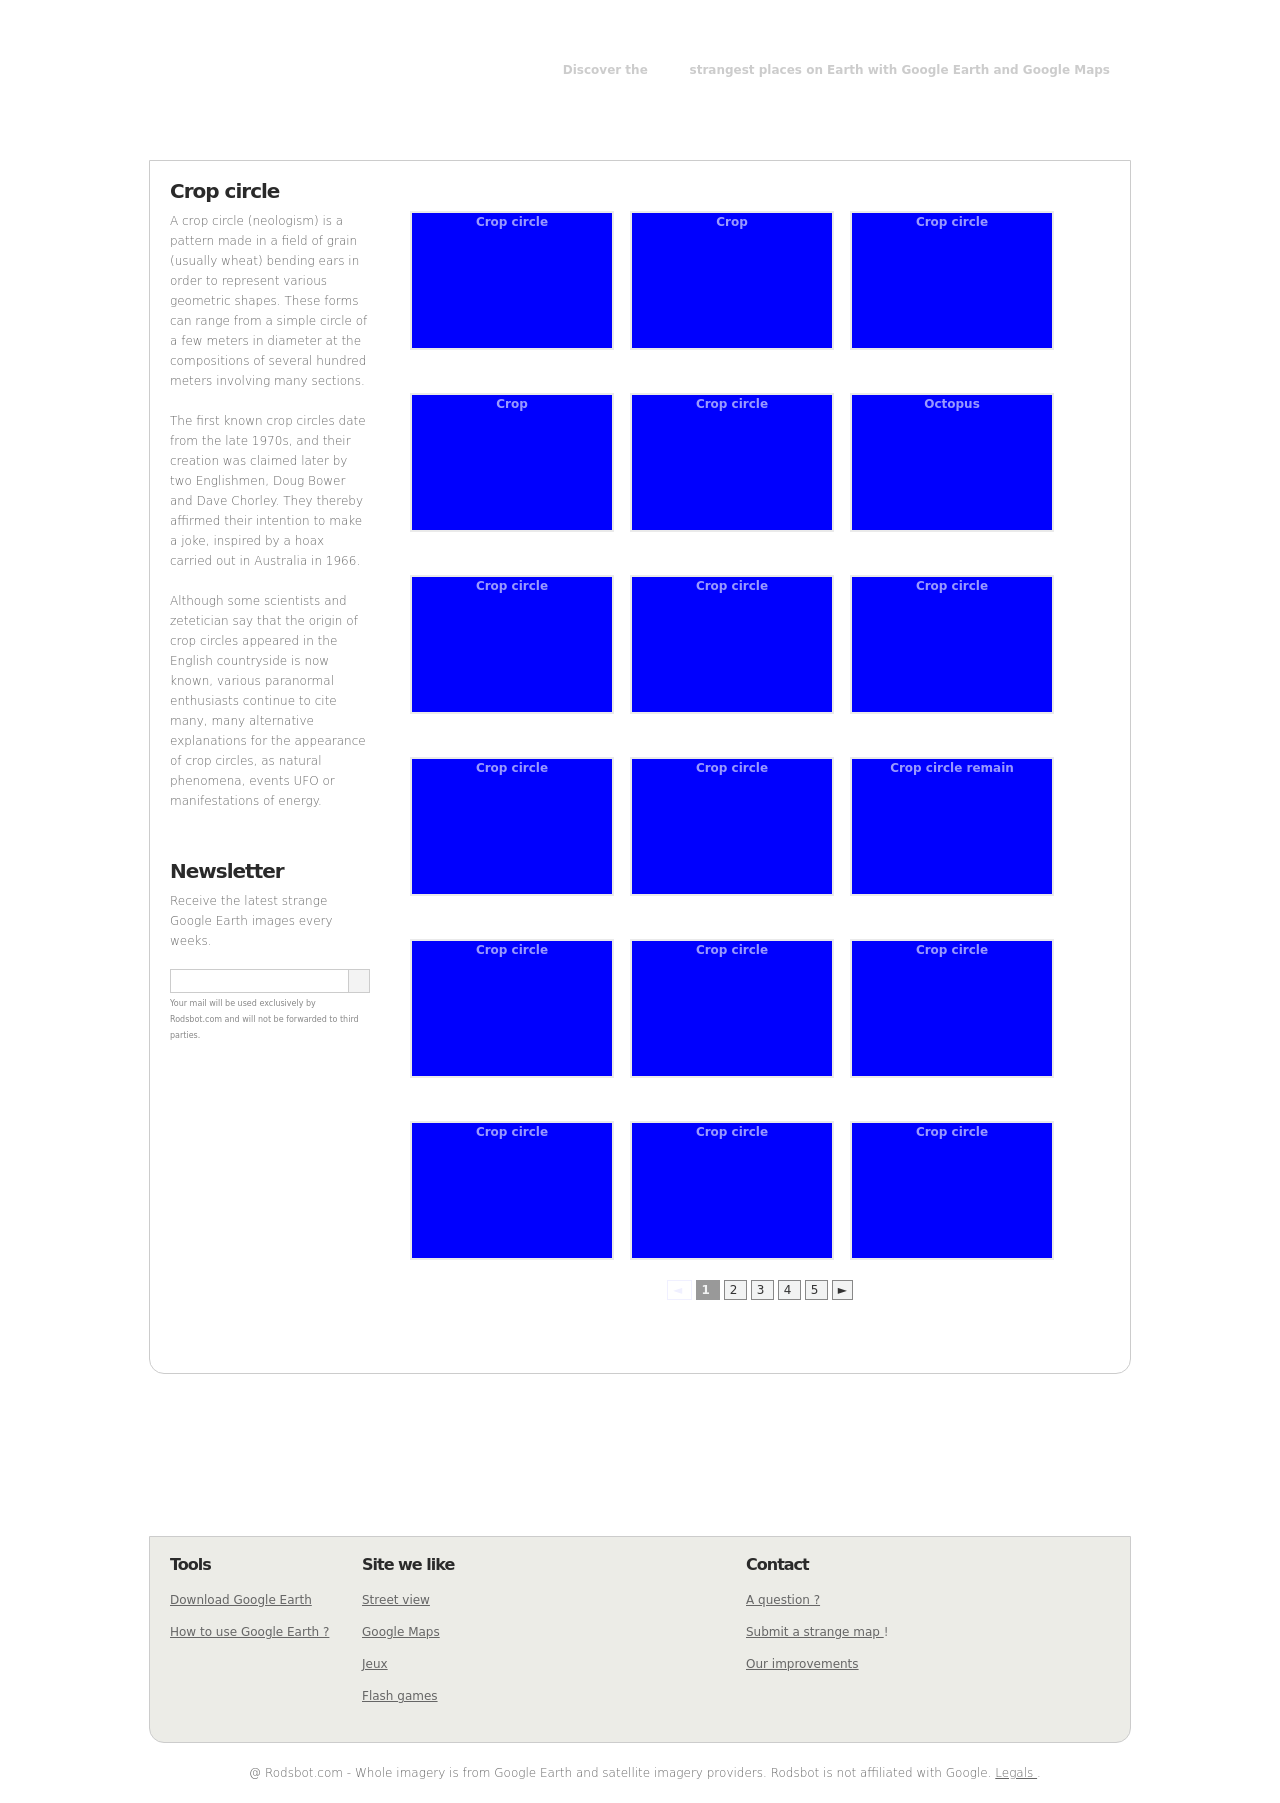 Discover the strangest places on Earth with Google Earth and Google Maps
Crop circle
A crop circle (neologism) is a
pattern made in a field of grain
(usually wheat) bending ears in
order to represent various
geometric shapes. These forms
can range from a simple circle of
a few meters in diameter at the
compositions of several hundred
meters involving many sections.
The first known crop circles date
from the late 1970s, and their
creation was claimed later by
two Englishmen, Doug Bower
and Dave Chorley. They thereby
affirmed their intention to make
a joke, inspired by a hoax
carried out in Australia in 1966.
Although some scientists and
zetetician say that the origin of
crop circles appeared in the
English countryside is now
known, various paranormal
enthusiasts continue to cite
many, many alternative
explanations for the appearance
of crop circles, as natural
phenomena, events UFO or
manifestations of energy.
Newsletter
Receive the latest strange
Google Earth images every
weeks.
Your mail will be used exclusively by
Rodsbot.com and will not be forwarded to third
parties.
Crop circle Crop Crop circle
Crop Crop circle Octopus
Crop circle Crop circle Crop circle
Crop circle Crop circle Crop circle remain
Crop circle Crop circle Crop circle
Crop circle Crop circle Crop circle
◄ 1 2 3 4 5 ►
Tools
Download Google Earth
How to use Google Earth ?
Site we like
Street view
Google Maps
Jeux
Flash games
Contact
A question ?
Submit a strange map !
Our improvements
@ Rodsbot.com - Whole imagery is from Google Earth and satellite imagery providers. Rodsbot is not affiliated with Google. Legals .